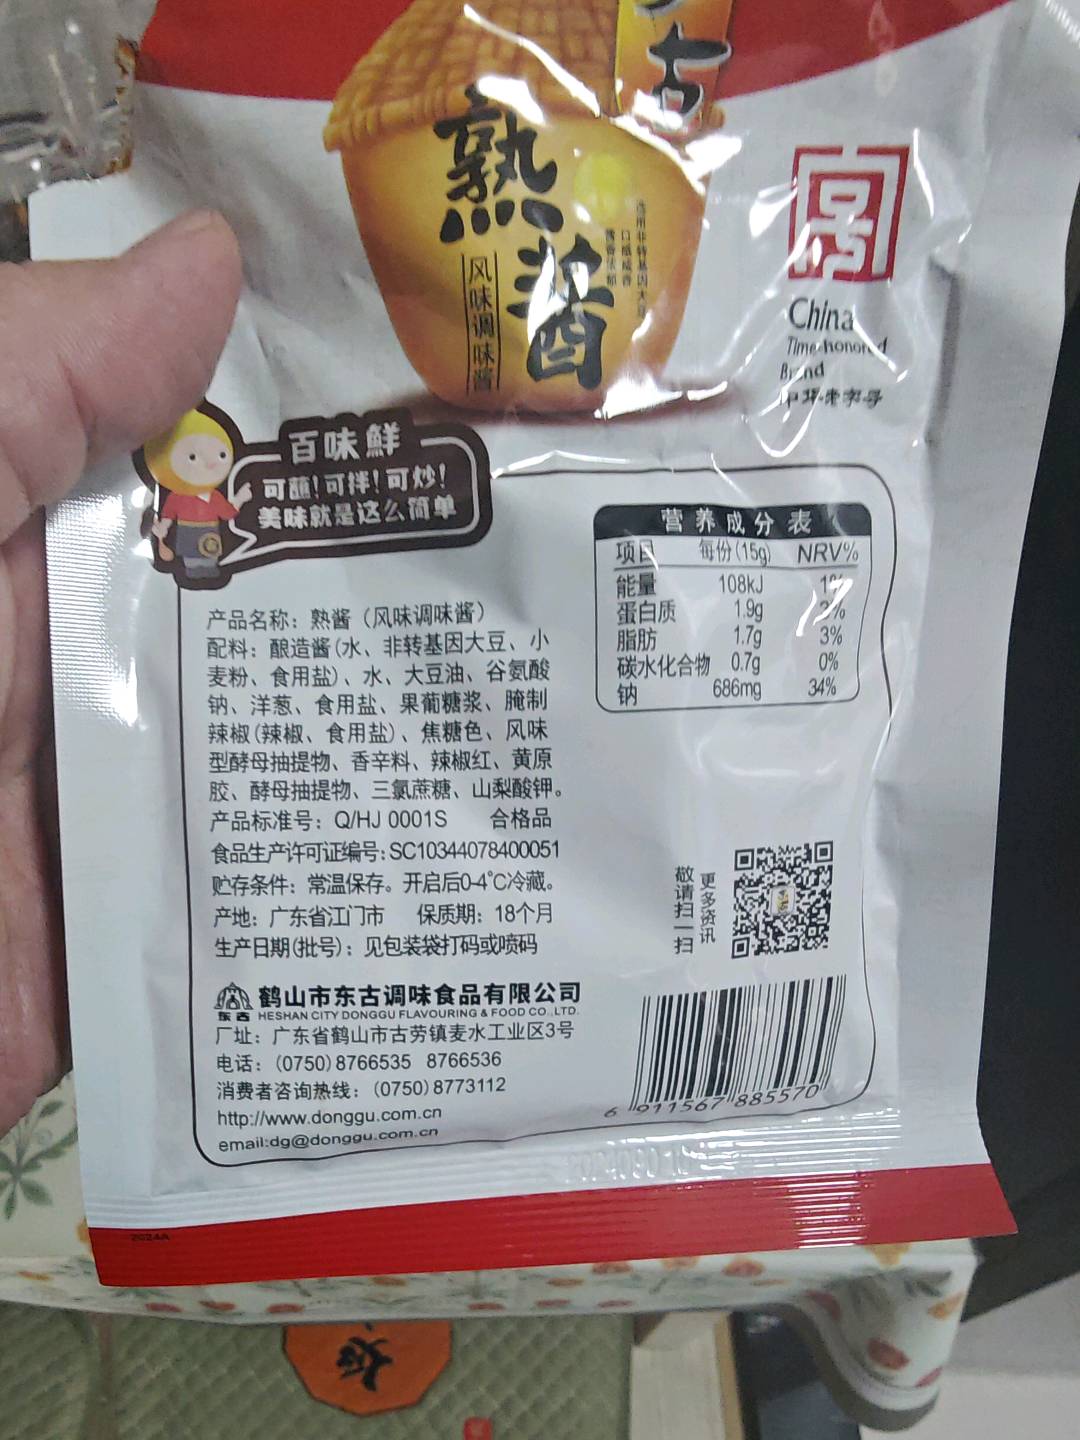 古
熟酱
风味调味酱
China
Time-honored
Brand
中华老字号
百味鮮
可蘸!可拌!可炒!
美味就是这么简单
营养成分表
项目 每份(15g) NRV%
能量 108kJ 1%
蛋白质 1.9g 3%
脂肪 1.7g 3%
碳水化合物 0.7g 0%
钠 686mg 34%
产品名称：熟酱（风味调味酱）
配料：酿造酱(水、非转基因大豆、小
麦粉、食用盐)、水、大豆油、谷氨酸
钠、洋葱、食用盐、果葡糖浆、腌制
辣椒(辣椒、食用盐)、焦糖色、风味
型酵母抽提物、香辛料、辣椒红、黄原
胶、酵母抽提物、三氯蔗糖、山梨酸钾。
产品标准号：Q/HJ 0001S 合格品
食品生产许可证编号:SC10344078400051
贮存条件：常温保存。开启后0-4℃冷藏。
产地：广东省江门市 保质期：18个月
生产日期(批号)：见包装袋打码或喷码
敬请扫一扫
更多资讯
东古
鹤山市东古调味食品有限公司
HESHAN CITY DONGGU FLAVOURING & FOOD CO.,LTD.
厂址：广东省鹤山市古劳镇麦水工业区3号
电话：(0750)8766535 8766536
消费者咨询热线：(0750)8773112
http://www.donggu.com.cn
email:dg@donggu.com.cn
6 911567 885570
2024A